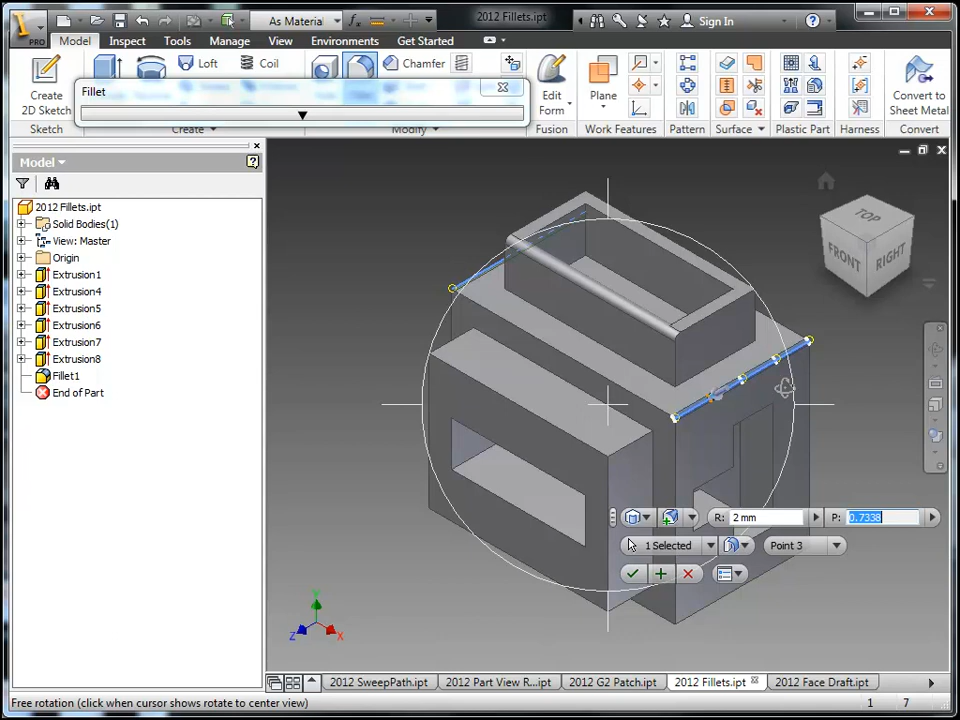 As Material
2012 Fillets.ipt
Sign In
PRO
Model Inspect Tools Manage View Environments Get Started
Create 2D Sketch
Loft
Coil
Chamfer
Edit Form
Plane
Convert to Sheet Metal
Fillet
Sketch Create Modify Fusion Work Features Pattern Surface Plastic Part Harness Convert
Model
2012 Fillets.ipt
Solid Bodies(1)
View: Master
Origin
Extrusion1
Extrusion4
Extrusion5
Extrusion6
Extrusion7
Extrusion8
Fillet1
End of Part
TOP
FRONT
RIGHT
R: 2 mm P: 0.7338
1 Selected Point 3
Y
Z
X
2012 SweepPath.ipt 2012 Part View R...ipt 2012 G2 Patch.ipt 2012 Fillets.ipt 2012 Face Draft.ipt
Free rotation (click when cursor shows rotate to center view) 1 7